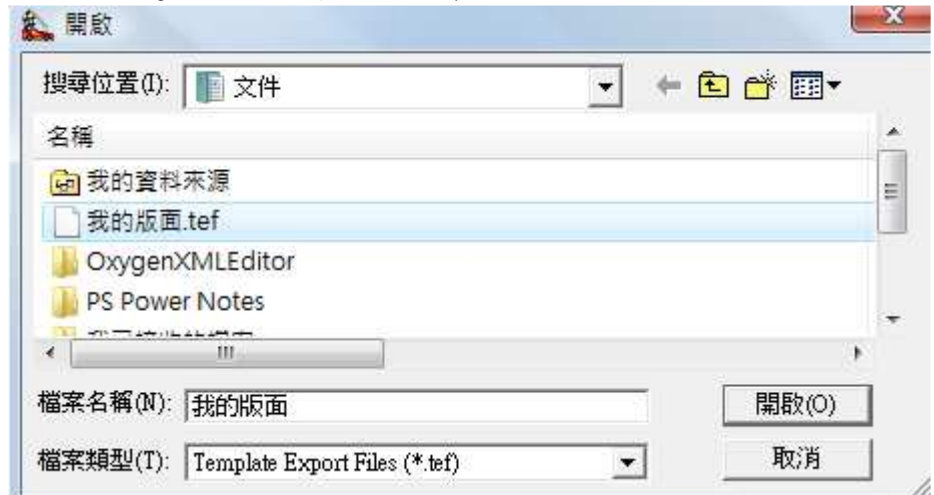 開啟
搜尋位置(I): 文件
名稱
我的資料來源
我的版面.tef
OxygenXMLEditor
PS Power Notes
檔案名稱(N): 我的版面 開啟(O)
檔案類型(T): Template Export Files (*.tef) 取消